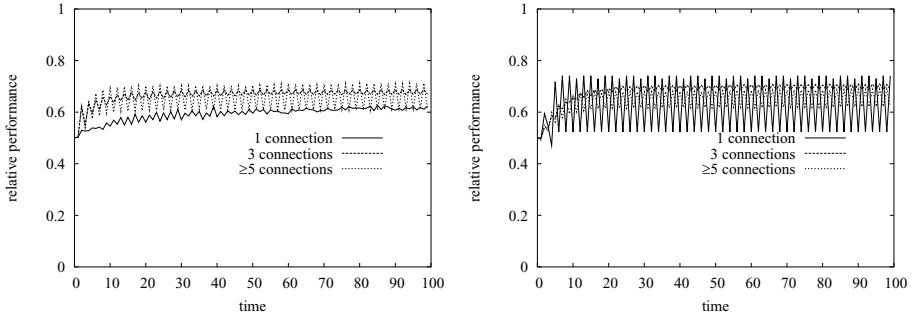 1
0.8
0.6
0.4
0.2
0
relative performance
0 10 20 30 40 50 60 70 80 90 100
time
1 connection
3 connections
≥5 connections
1
0.8
0.6
0.4
0.2
0
relative performance
0 10 20 30 40 50 60 70 80 90 100
time
1 connection
3 connections
≥5 connections